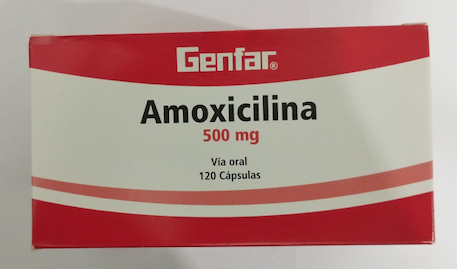 Genfar®
Amoxicilina
500 mg
Vía oral
120 Cápsulas